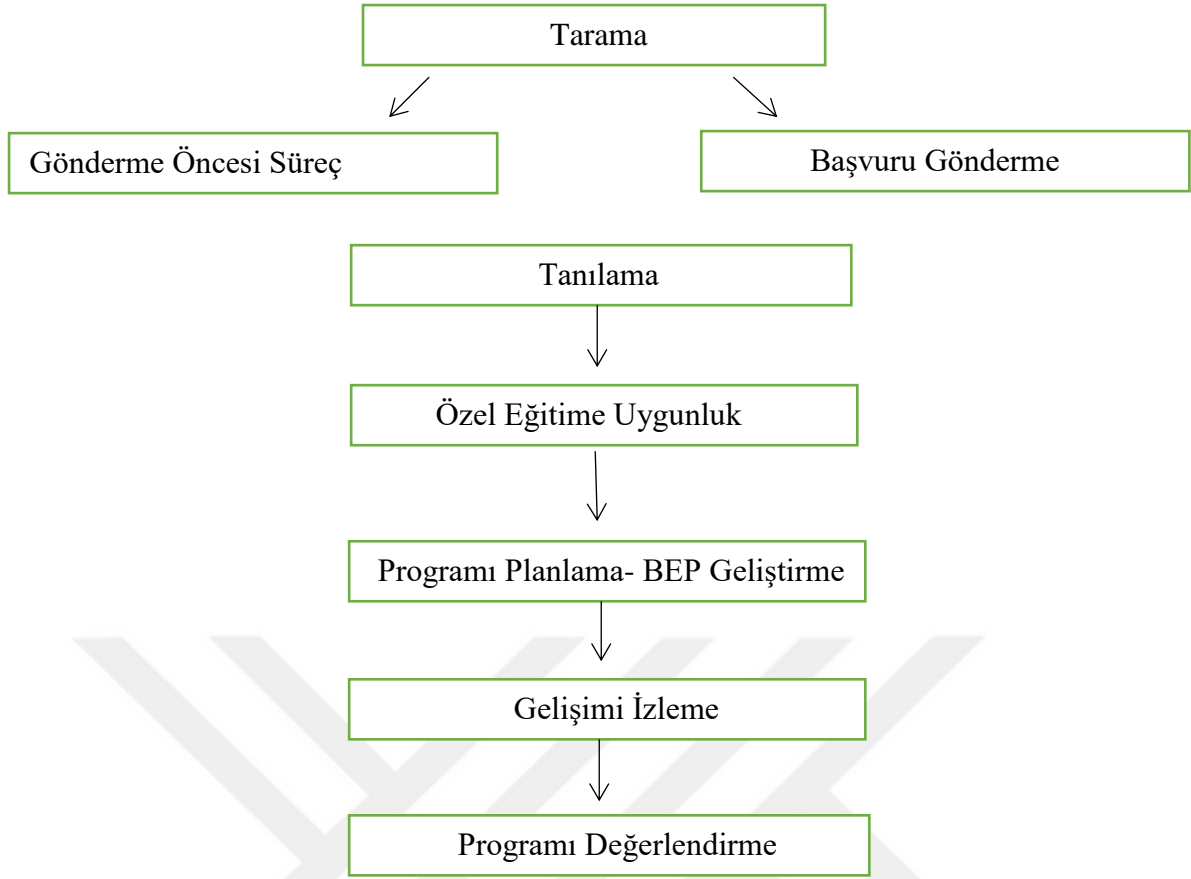 Tarama
Gönderme Öncesi Süreç
Başvuru Gönderme
Tanılama
Özel Eğitime Uygunluk
Programı Planlama- BEP Geliştirme
Gelişimi İzleme
Programı Değerlendirme